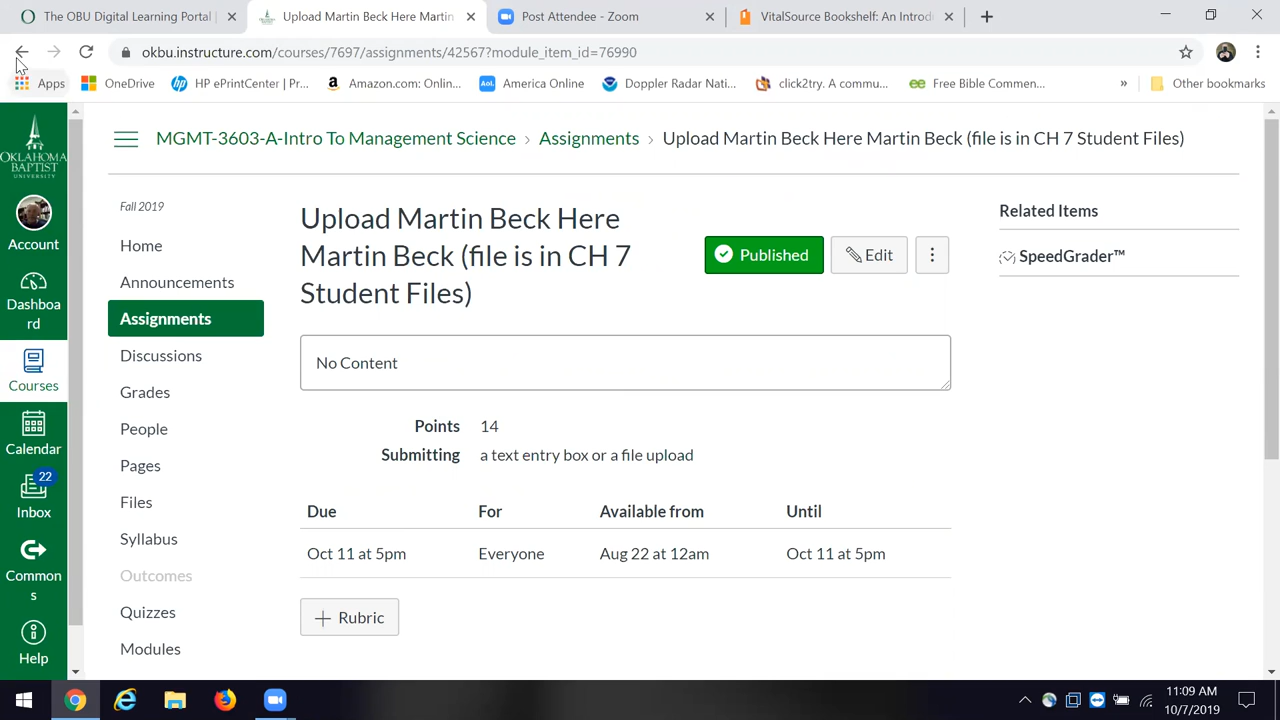 The OBU Digital Learning Portal
Upload Martin Beck Here Martin
Post Attendee - Zoom
VitalSource Bookshelf: An Introd
okbu.instructure.com/courses/7697/assignments/42567?module_item_id=76990
Apps
OneDrive
HP ePrintCenter | Pr...
Amazon.com: Onlin...
Aol.
America Online
Doppler Radar Nati...
click2try. A commu...
Free Bible Commen...
»
Other bookmarks
OKLAHOMA
BAPTIST
UNIVERSITY
Account
Dashboa
rd
Courses
Calendar
22
Inbox
Common
s
Help
MGMT-3603-A-Intro To Management Science › Assignments › Upload Martin Beck Here Martin Beck (file is in CH 7 Student Files)
Fall 2019
Home
Announcements
Assignments
Discussions
Grades
People
Pages
Files
Syllabus
Outcomes
Quizzes
Modules
Upload Martin Beck Here
Martin Beck (file is in CH 7
Student Files)
Published
Edit
No Content
Points 14
Submitting a text entry box or a file upload
Due For Available from Until
Oct 11 at 5pm Everyone Aug 22 at 12am Oct 11 at 5pm
Rubric
Related Items
SpeedGrader™
11:09 AM
10/7/2019